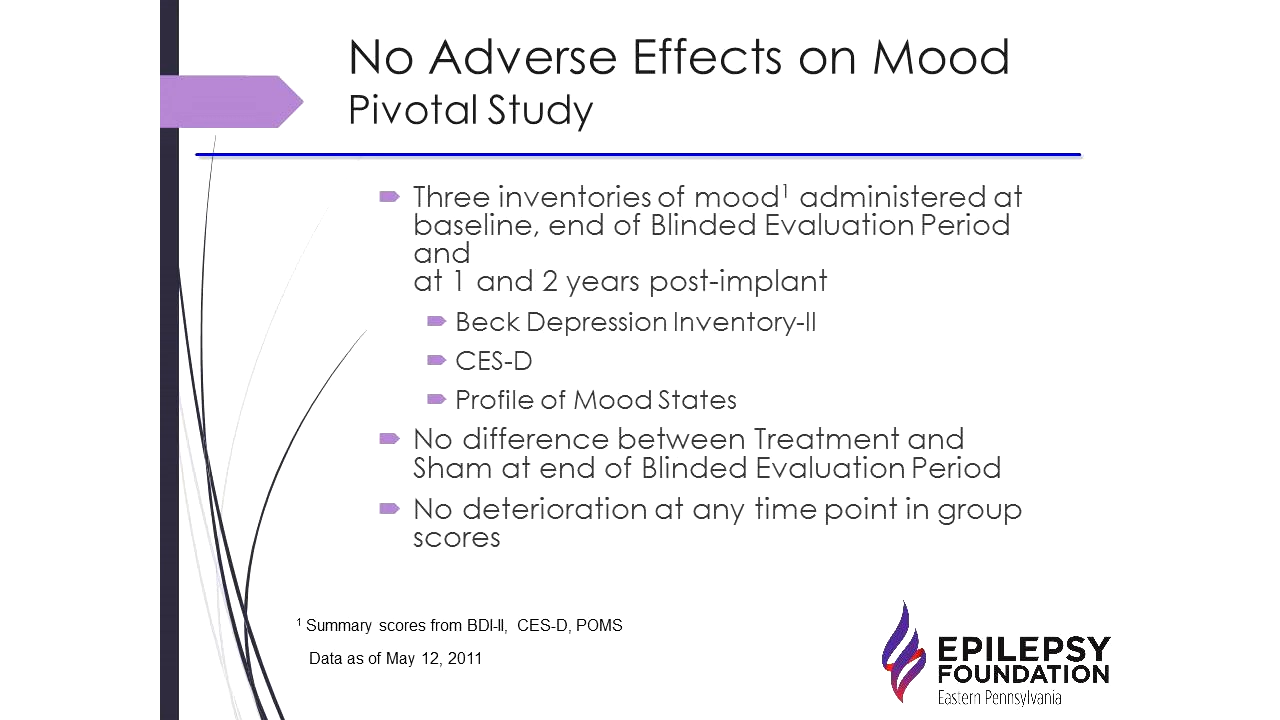 No Adverse Effects on Mood
Pivotal Study
Three inventories of mood¹ administered at
baseline, end of Blinded Evaluation Period
and
at 1 and 2 years post-implant
Beck Depression Inventory-II
CES-D
Profile of Mood States
No difference between Treatment and
Sham at end of Blinded Evaluation Period
No deterioration at any time point in group
scores
¹ Summary scores from BDI-II, CES-D, POMS
Data as of May 12, 2011
EPILEPSY
FOUNDATION
Eastern Pennsylvania